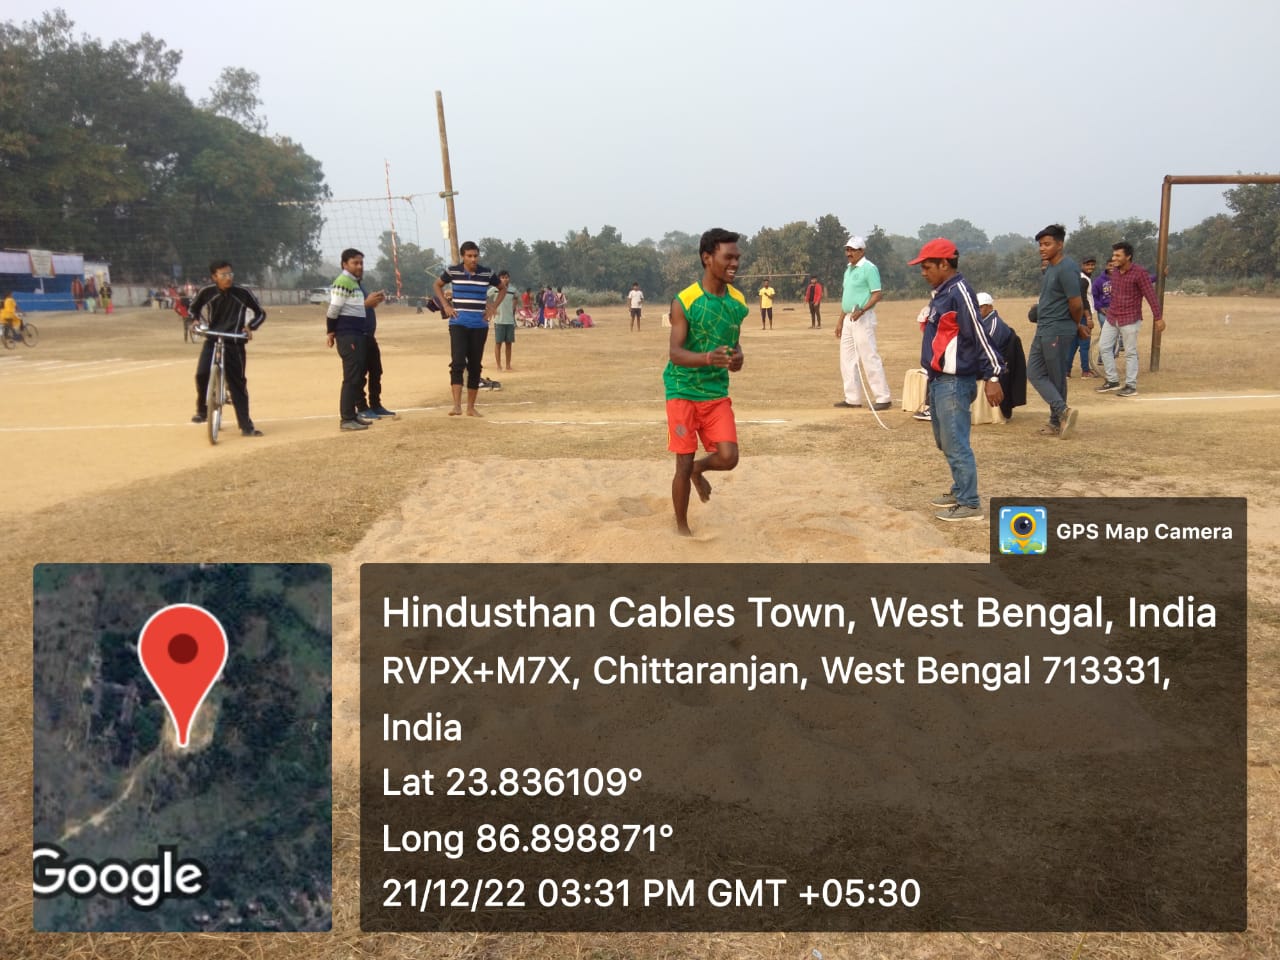 GPS Map Camera
Hindusthan Cables Town, West Bengal, India
RVPX+M7X, Chittaranjan, West Bengal 713331,
India
Lat 23.836109°
Long 86.898871°
21/12/22 03:31 PM GMT +05:30
Google